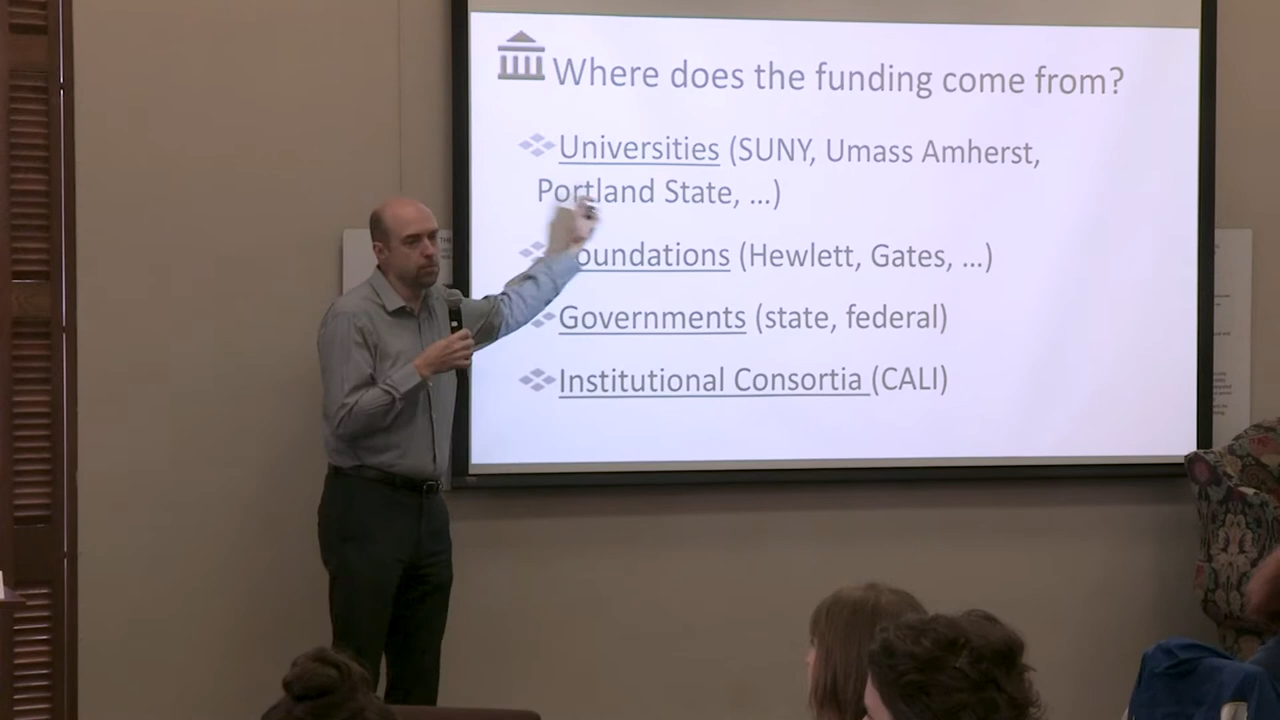 Where does the funding come from?
Universities (SUNY, Umass Amherst,
Portland State, ...)
oundations (Hewlett, Gates, ...)
Governments (state, federal)
Institutional Consortia (CALI)